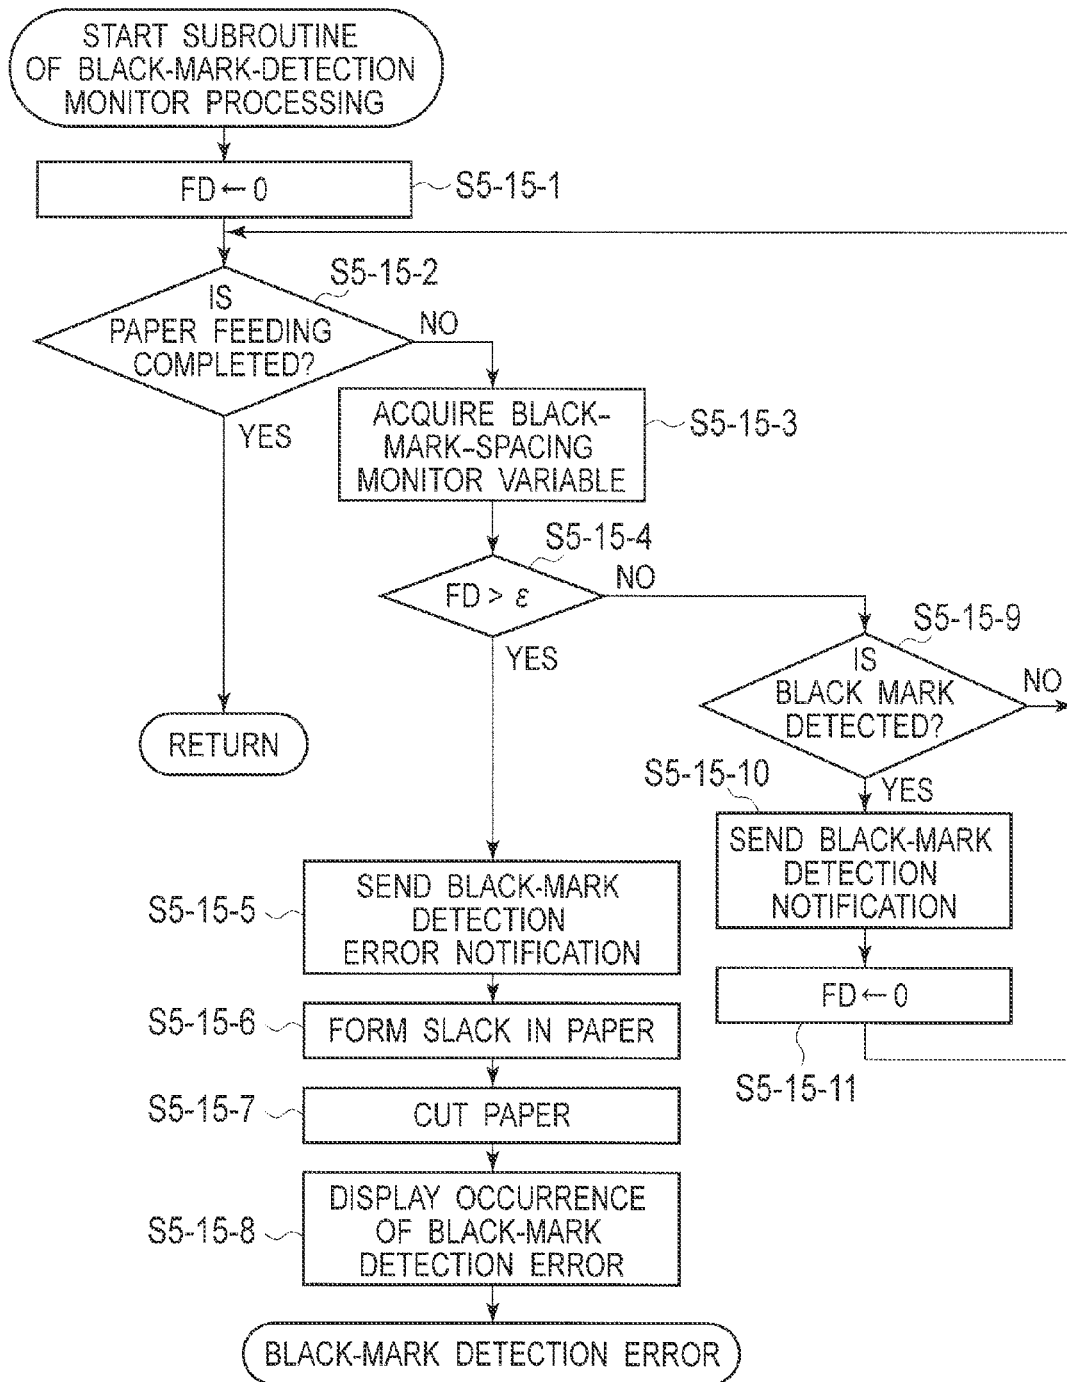 START SUBROUTINE
OF BLACK-MARK-DETECTION
MONITOR PROCESSING
FD ← 0
S5-15-1
S5-15-2
IS
PAPER FEEDING
COMPLETED?
NO
YES
ACQUIRE BLACK-
MARK-SPACING
MONITOR VARIABLE
S5-15-3
S5-15-4
FD > ε
NO
YES
S5-15-9
IS
BLACK MARK
DETECTED?
NO
YES
RETURN
S5-15-10
SEND BLACK-MARK
DETECTION
NOTIFICATION
S5-15-5
SEND BLACK-MARK
DETECTION
ERROR NOTIFICATION
FD ← 0
S5-15-11
S5-15-6
FORM SLACK IN PAPER
S5-15-7
CUT PAPER
S5-15-8
DISPLAY OCCURRENCE
OF BLACK-MARK
DETECTION ERROR
BLACK-MARK DETECTION ERROR